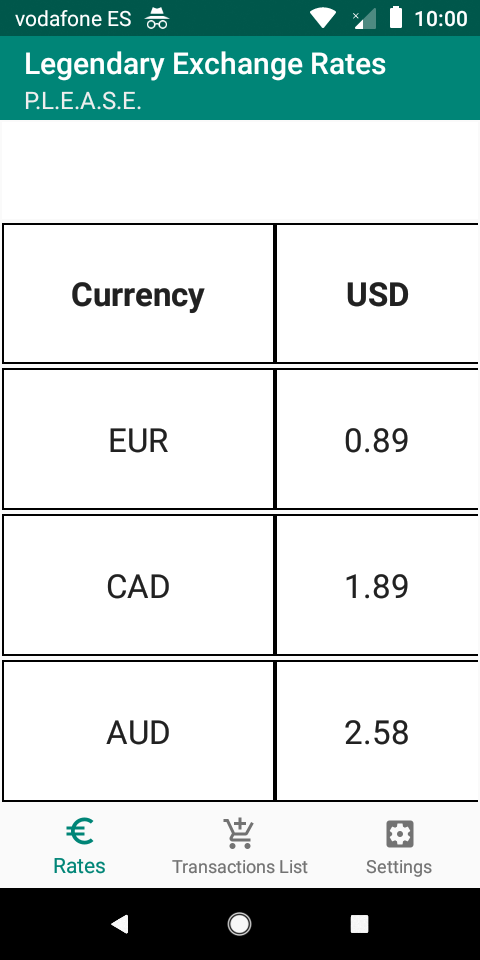 vodafone ES 10:00
Legendary Exchange Rates
P.L.E.A.S.E.
Currency USD
EUR 0.89
CAD 1.89
AUD 2.58
Rates Transactions List Settings